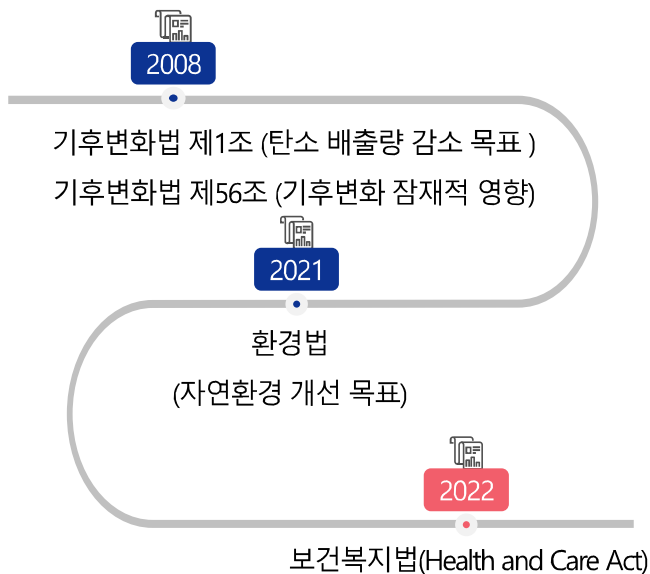 2008
기후변화법 제1조 (탄소 배출량 감소 목표 )
기후변화법 제56조 (기후변화 잠재적 영향)
2021
환경법
(자연환경 개선 목표)
2022
보건복지법(Health and Care Act)